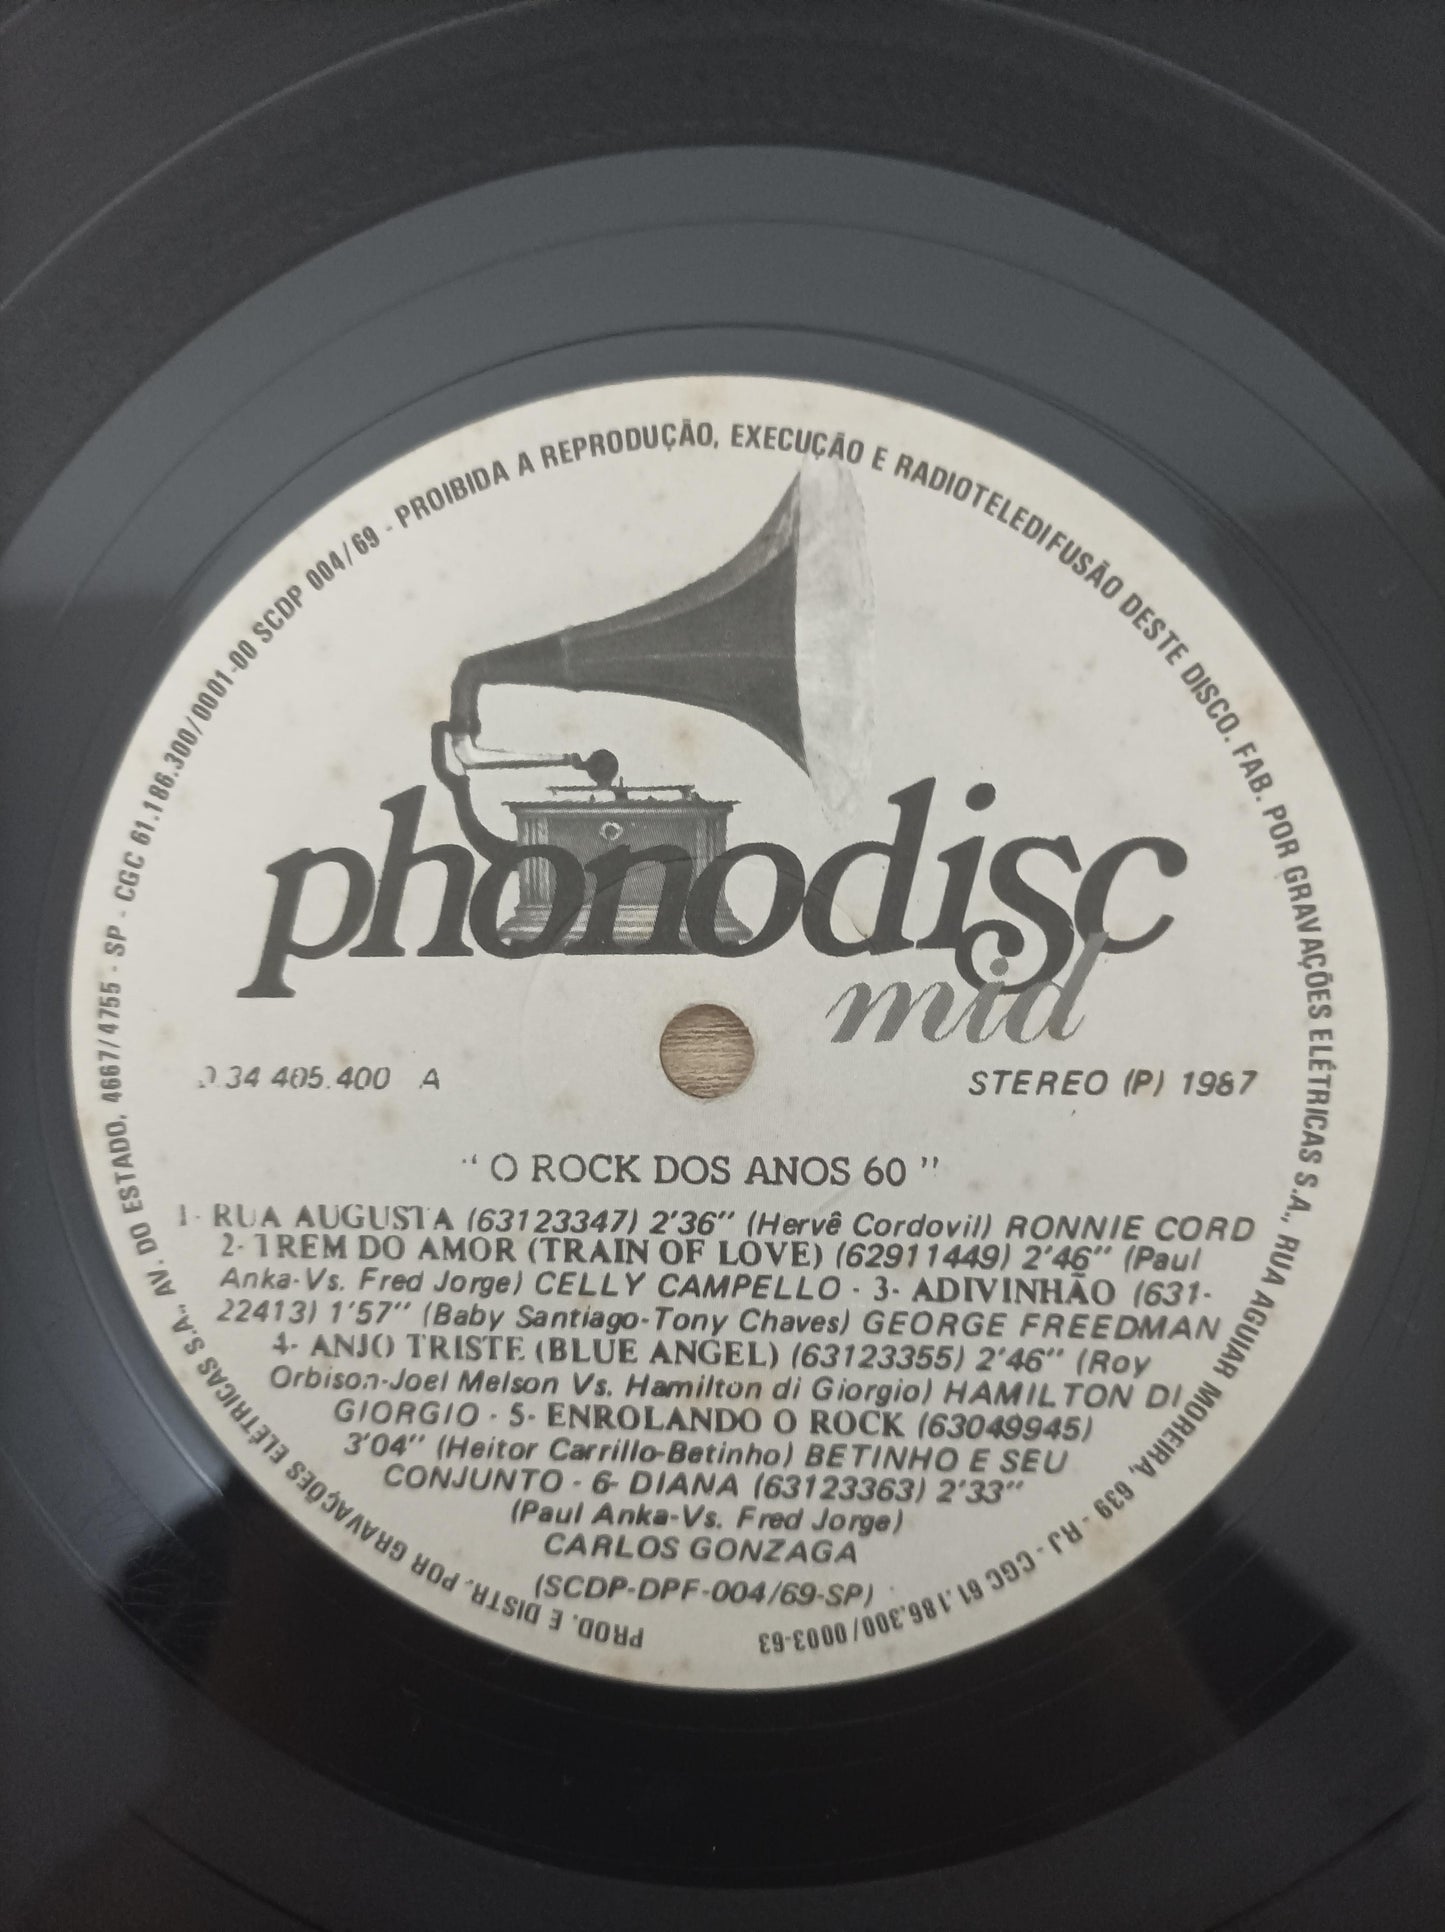 PROIBIDA A REPRODUÇÃO, EXECUÇÃO E RADIOTELEDIFUSÃO DESTE DISCO. FAB. POR GRAVAÇÕES ELÉTRICAS S.A., RUA AGUIAR MOREIRA, 639 - RJ - CGC 61.186.300/0003-63
PROD. E DISTR. POR GRAVAÇÕES ELÉTRICAS S.A., AV. DO ESTADO, 4667/4755 - SP - CGC 61.186.300/0001-00 SCDP 004/69 -
phonodisc
mid
0.34 405.400 A
STEREO (P) 1987
"O ROCK DOS ANOS 60"
1- RUA AUGUSTA (63123347) 2'36" (Hervê Cordovil) RONNIE CORD
2- TREM DO AMOR (TRAIN OF LOVE) (62911449) 2'46" (Paul
Anka-Vs. Fred Jorge) CELLY CAMPELLO - 3- ADIVINHÃO (631-
22413) 1'57" (Baby Santiago-Tony Chaves) GEORGE FREEDMAN
4- ANJO TRISTE (BLUE ANGEL) (63123355) 2'46" (Roy
Orbison-Joel Melson Vs. Hamilton di Giorgio) HAMILTON DI
GIORGIO - 5- ENROLANDO O ROCK (63049945)
3'04" (Heitor Carrillo-Betinho) BETINHO E SEU
CONJUNTO - 6- DIANA (63123363) 2'33"
(Paul Anka-Vs. Fred Jorge)
CARLOS GONZAGA
(SCDP-DPF-004/69-SP)